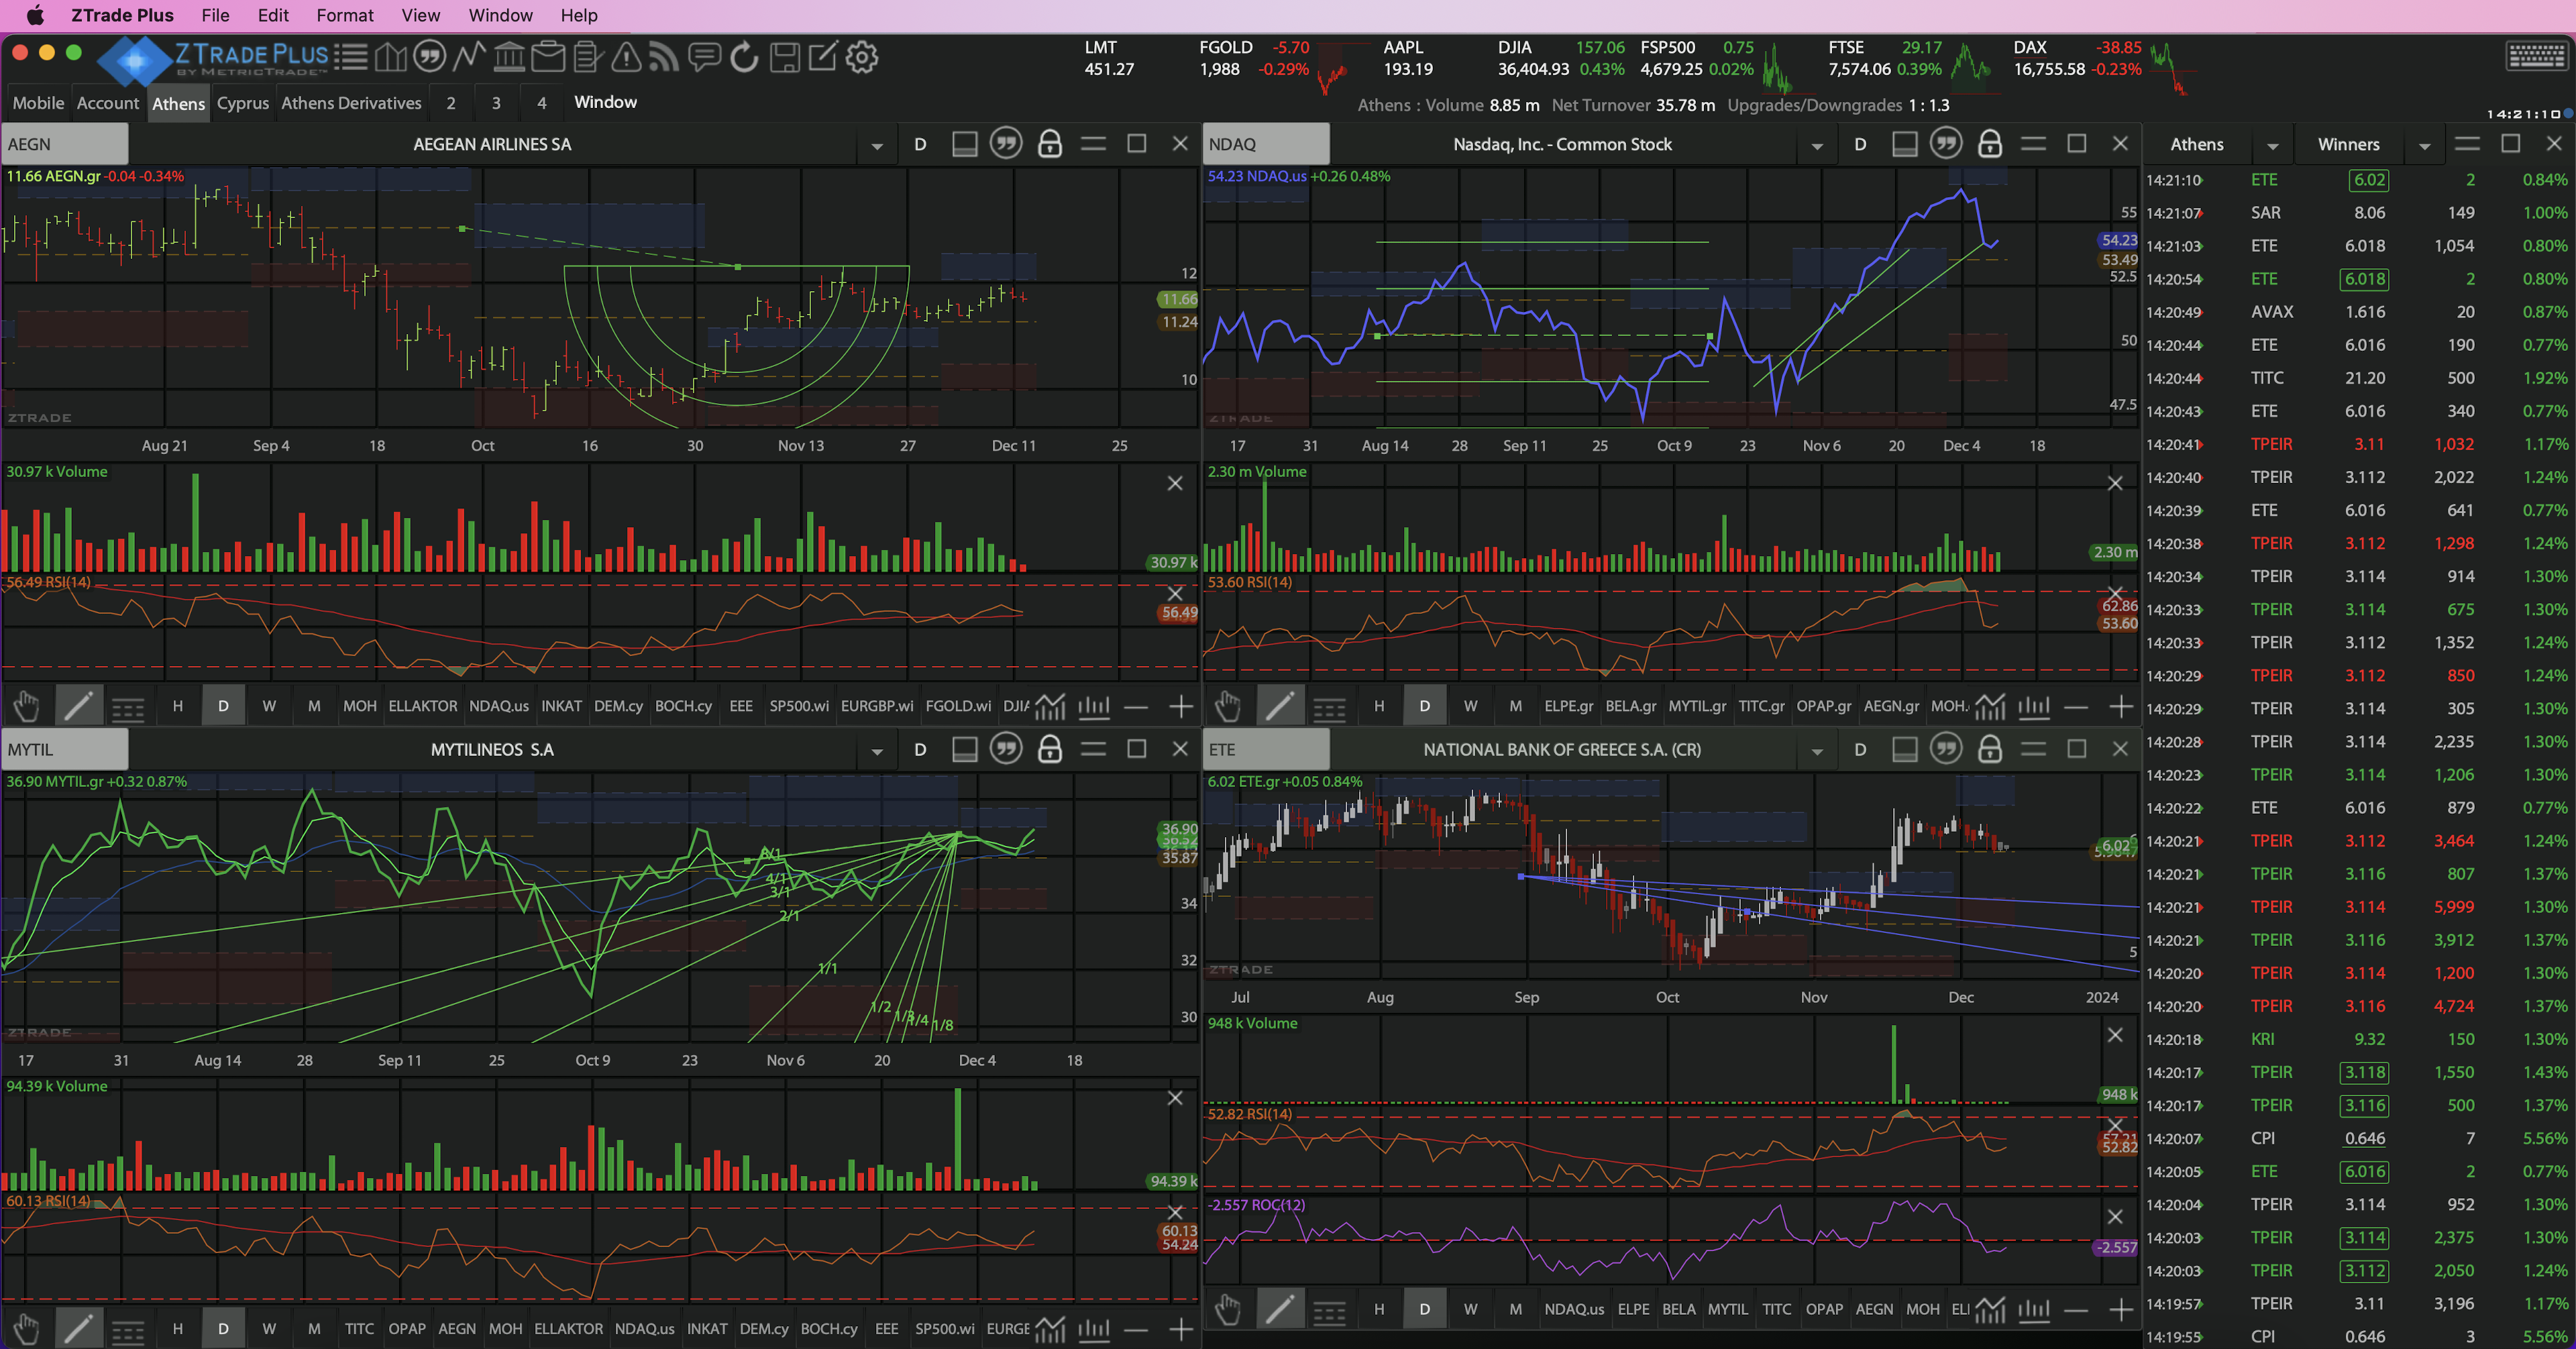 ZTrade Plus File Edit Format View Window Help
Z TRADE PLUS
BY METRICTRADE™
LMT 451.27
FGOLD -5.70 1,988 -0.29%
AAPL 193.19
DJIA 157.06 36,404.93 0.43%
FSP500 0.75 4,679.25 0.02%
FTSE 29.17 7,574.06 0.39%
DAX -38.85 16,755.58 -0.23%
Mobile Account Athens Cyprus Athens Derivatives 2 3 4 Window
Athens : Volume 8.85 m Net Turnover 35.78 m Upgrades/Downgrades 1 : 1.3
14:21:10
AEGN AEGEAN AIRLINES SA D
11.66 AEGN.gr -0.04 -0.34%
12
11.66
11.24
10
ZTRADE
Aug 21 Sep 4 18 Oct 16 30 Nov 13 27 Dec 11 25
30.97 k Volume
30.97 k
56.49 RSI(14)
56.49
H D W M MOH ELLAKTOR NDAQ.us INKAT DEM.cy BOCH.cy EEE SP500.wi EURGBP.wi FGOLD.wi DJIA
NDAQ Nasdaq, Inc. - Common Stock D
54.23 NDAQ.us +0.26 0.48%
55
54.23
53.49
52.5
50
47.5
ZTRADE
17 31 Aug 14 28 Sep 11 25 Oct 9 23 Nov 6 20 Dec 4 18
2.30 m Volume
2.30 m
53.60 RSI(14)
62.86
53.60
H D W M ELPE.gr BELA.gr MYTIL.gr TITC.gr OPAP.gr AEGN.gr MOH.
MYTIL MYTILINEOS S.A D
36.90 MYTIL.gr +0.32 0.87%
36.90
35.87
34
32
30
8/1
4/1
3/1
2/1
1/1
1/2
1/3
1/4
1/8
ZTRADE
17 31 Aug 14 28 Sep 11 25 Oct 9 23 Nov 6 20 Dec 4 18
94.39 k Volume
94.39 k
60.13 RSI(14)
60.13
54.24
H D W M TITC OPAP AEGN MOH ELLAKTOR NDAQ.us INKAT DEM.cy BOCH.cy EEE SP500.wi EURGE
ETE NATIONAL BANK OF GREECE S.A. (CR) D
6.02 ETE.gr +0.05 0.84%
6.02
5
ZTRADE
Jul Aug Sep Oct Nov Dec 2024
948 k Volume
948 k
52.82 RSI(14)
57.21
52.82
-2.557 ROC(12)
-2.557
H D W M NDAQ.us ELPE BELA MYTIL TITC OPAP AEGN MOH ELI
Athens Winners
14:21:10 ETE 6.02 2 0.84%
14:21:07 SAR 8.06 149 1.00%
14:21:03 ETE 6.018 1,054 0.80%
14:20:54 ETE 6.018 2 0.80%
14:20:49 AVAX 1.616 20 0.87%
14:20:44 ETE 6.016 190 0.77%
14:20:44 TITC 21.20 500 1.92%
14:20:43 ETE 6.016 340 0.77%
14:20:41 TPEIR 3.11 1,032 1.17%
14:20:40 TPEIR 3.112 2,022 1.24%
14:20:39 ETE 6.016 641 0.77%
14:20:38 TPEIR 3.112 1,298 1.24%
14:20:34 TPEIR 3.114 914 1.30%
14:20:33 TPEIR 3.114 675 1.30%
14:20:33 TPEIR 3.112 1,352 1.24%
14:20:29 TPEIR 3.112 850 1.24%
14:20:29 TPEIR 3.114 305 1.30%
14:20:28 TPEIR 3.114 2,235 1.30%
14:20:23 TPEIR 3.114 1,206 1.30%
14:20:22 ETE 6.016 879 0.77%
14:20:21 TPEIR 3.112 3,464 1.24%
14:20:21 TPEIR 3.116 807 1.37%
14:20:21 TPEIR 3.114 5,999 1.30%
14:20:21 TPEIR 3.116 3,912 1.37%
14:20:20 TPEIR 3.114 1,200 1.30%
14:20:20 TPEIR 3.116 4,724 1.37%
14:20:18 KRI 9.32 150 1.30%
14:20:17 TPEIR 3.118 1,550 1.43%
14:20:17 TPEIR 3.116 500 1.37%
14:20:07 CPI 0.646 7 5.56%
14:20:05 ETE 6.016 2 0.77%
14:20:04 TPEIR 3.114 952 1.30%
14:20:03 TPEIR 3.114 2,375 1.30%
14:20:03 TPEIR 3.112 2,050 1.24%
14:19:57 TPEIR 3.11 3,196 1.17%
14:19:55 CPI 0.646 3 5.56%